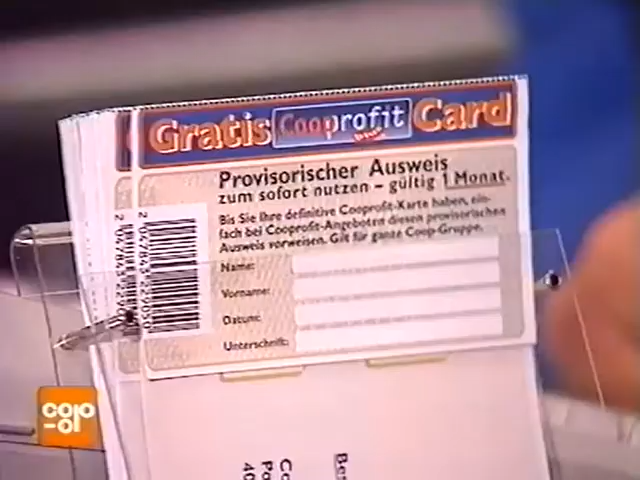 Gratis Cooprofit Card
Provisorischer Ausweis
zum sofort nutzen – gültig 1 Monat.
Bis Sie Ihre definitive Cooprofit-Karte haben, ein-
fach bei Cooprofit-Angeboten diesen provisorischen
Ausweis vorweisen. Gilt für ganze Coop-Gruppe.
Name:
Vorname:
Datum:
Unterschrift: